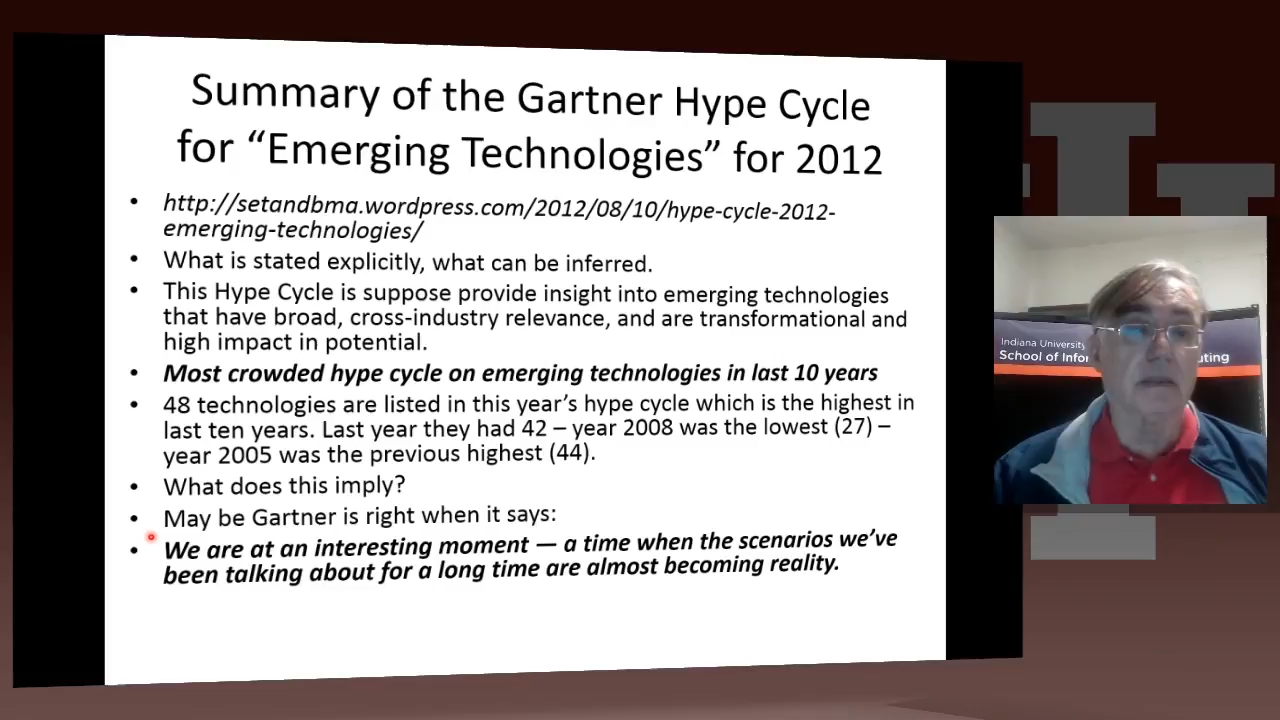 Summary of the Gartner Hype Cycle
for “Emerging Technologies” for 2012
• http://setandbma.wordpress.com/2012/08/10/hype-cycle-2012-
emerging-technologies/
• What is stated explicitly, what can be inferred.
• This Hype Cycle is suppose provide insight into emerging technologies
that have broad, cross-industry relevance, and are transformational and
high impact in potential.
• Most crowded hype cycle on emerging technologies in last 10 years
• 48 technologies are listed in this year’s hype cycle which is the highest in
last ten years. Last year they had 42 – year 2008 was the lowest (27) –
year 2005 was the previous highest (44).
• What does this imply?
• May be Gartner is right when it says:
• We are at an interesting moment — a time when the scenarios we’ve
been talking about for a long time are almost becoming reality.
Indiana University
School of Infor
uting